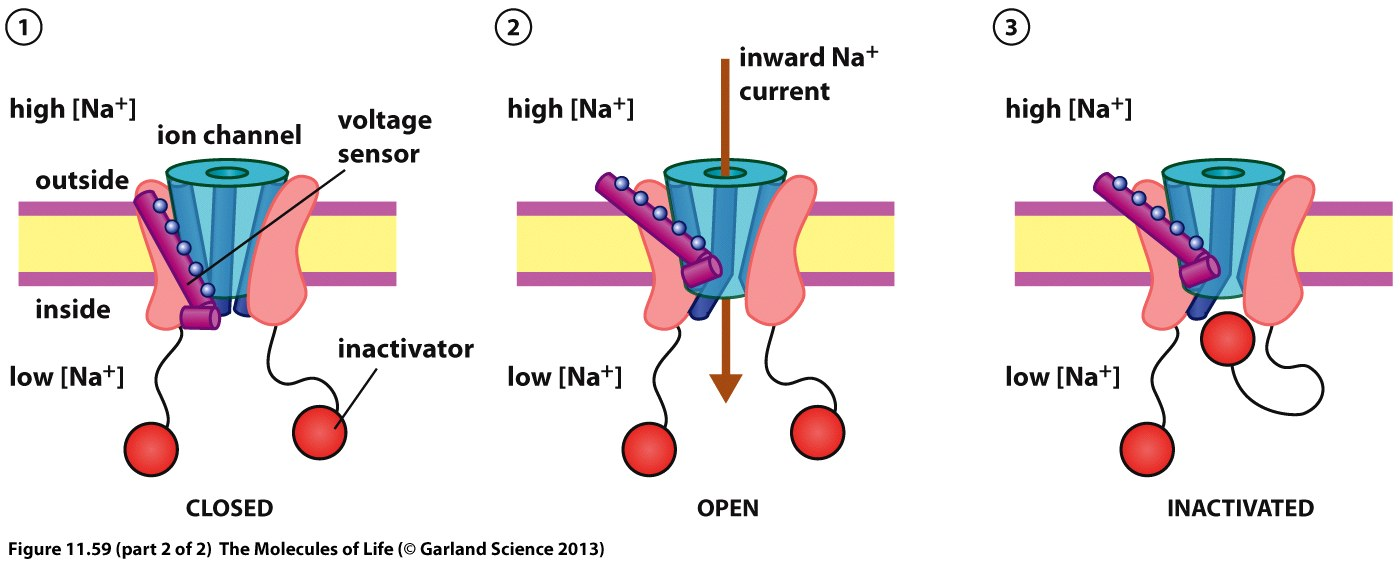 1
high [Na⁺]
ion channel
voltage
sensor
outside
inside
inactivator
low [Na⁺]
CLOSED
2
inward Na⁺
current
high [Na⁺]
low [Na⁺]
OPEN
3
high [Na⁺]
low [Na⁺]
INACTIVATED
Figure 11.59 (part 2 of 2) The Molecules of Life (© Garland Science 2013)